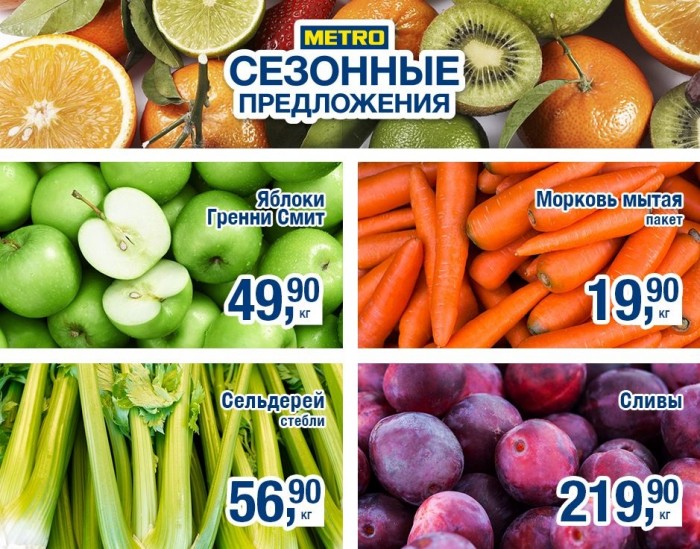 METRO
СЕЗОННЫЕ
ПРЕДЛОЖЕНИЯ
Яблоки
Гренни Смит
49,90
кг
Морковь мытая
пакет
19,90
кг
Сельдерей
стебли
56,90
кг
Сливы
219,90
кг